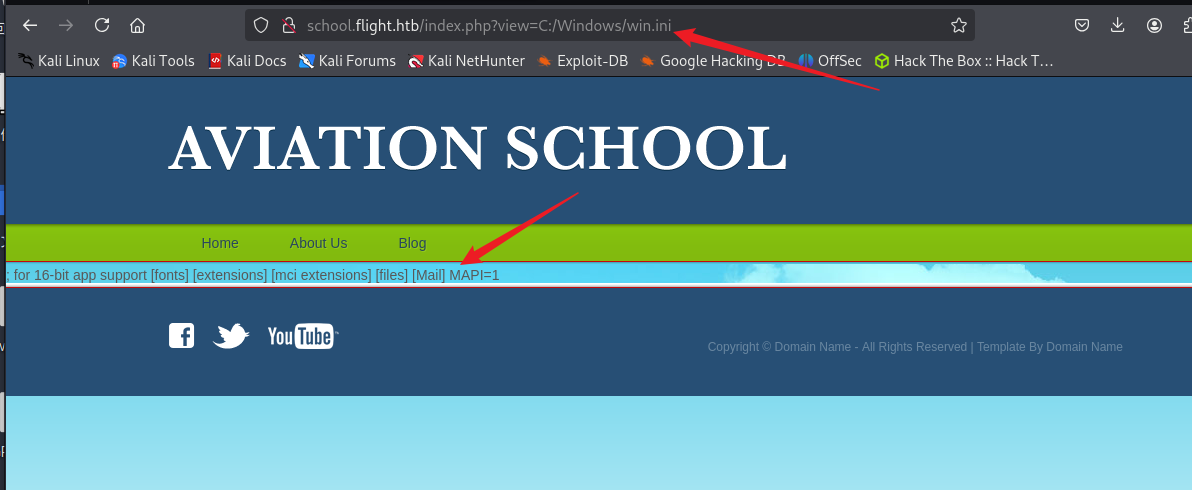 school.flight.htb/index.php?view=C:/Windows/win.ini
Kali Linux Kali Tools Kali Docs Kali Forums Kali NetHunter Exploit-DB Google Hacking DB OffSec Hack The Box :: Hack T…
AVIATION SCHOOL
Home About Us Blog
; for 16-bit app support [fonts] [extensions] [mci extensions] [files] [Mail] MAPI=1
You Tube
Copyright © Domain Name - All Rights Reserved | Template By Domain Name